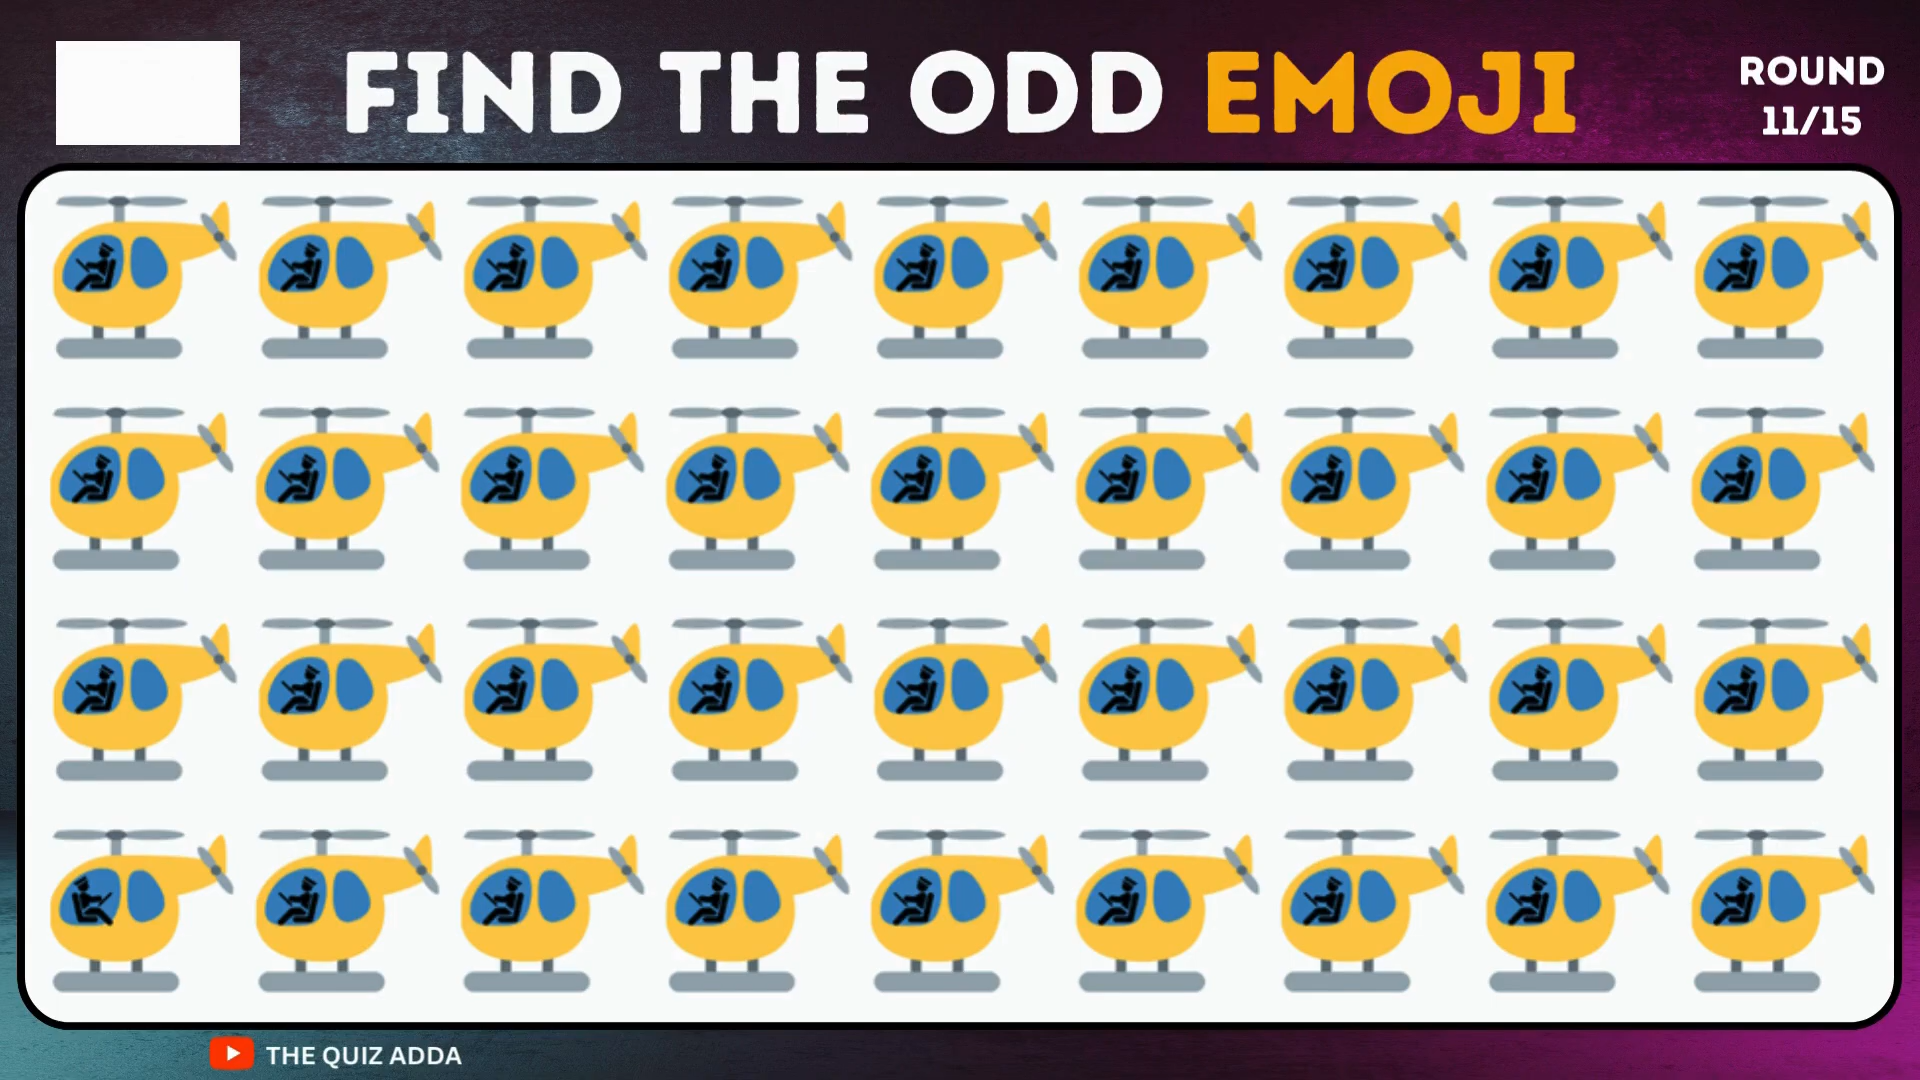 FIND THE ODD EMOJI
ROUND
11/15
THE QUIZ ADDA